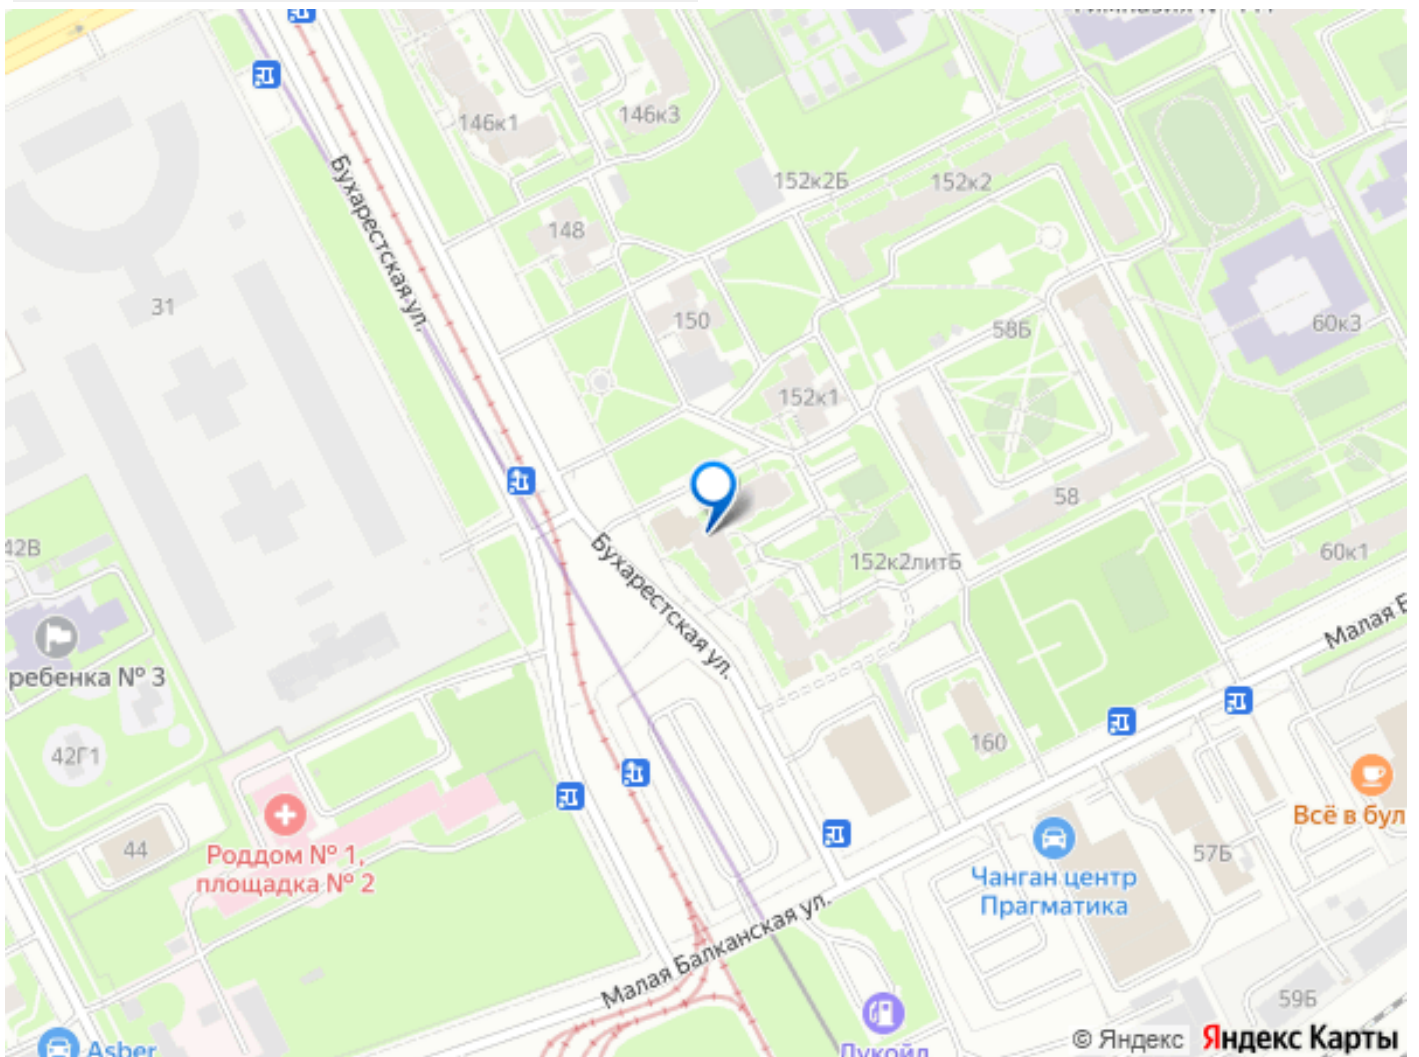 146к1
146к3
Бухарестская ул.
152к2Б
152к2
148
31
150
58Б
60к3
152к1
58
42В
Бухарестская ул.
152к2литБ
60к1
Малая Б
ребенка № 3
42Г1
160
Всё в бул
44
Роддом № 1,
площадка № 2
57Б
Чанган центр
Прагматика
Малая Балканская ул.
59Б
Лукойл
Asber
© Яндекс Яндекс Карты